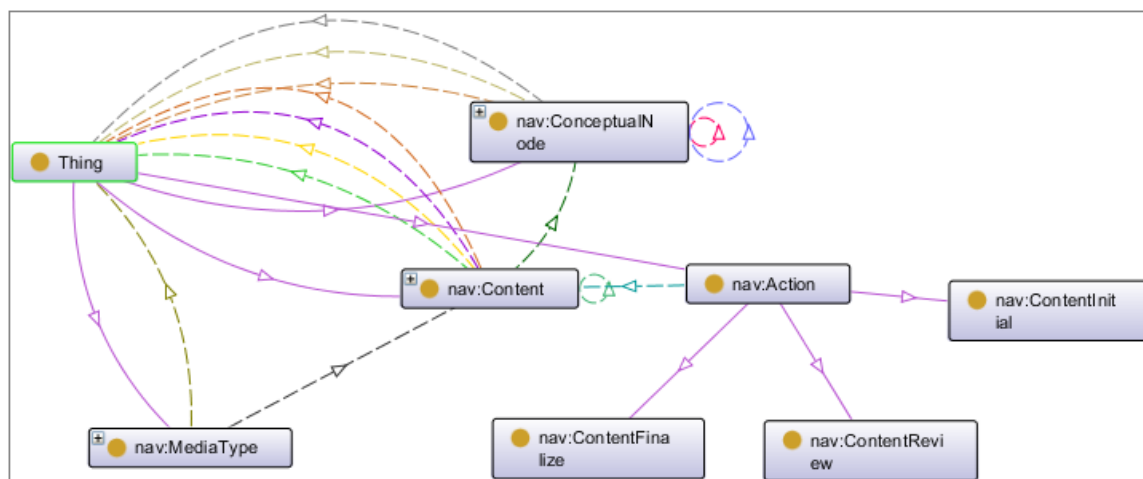 nav:ConceptualN
ode
Thing
nav:Content
nav:Action
nav:ContentInit
ial
nav:MediaType
nav:ContentFina
lize
nav:ContentRevi
ew